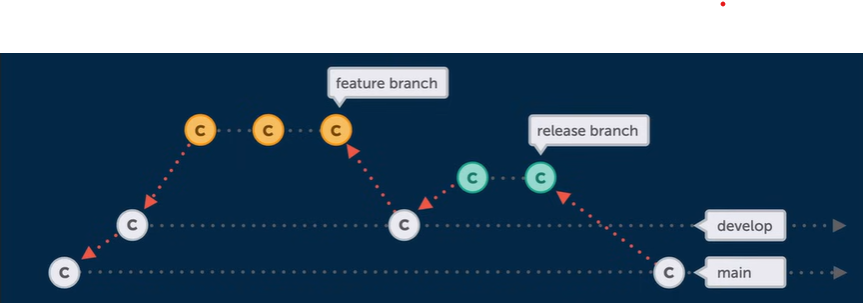 feature branch
C C C
release branch
C C
C C
develop
C C
main